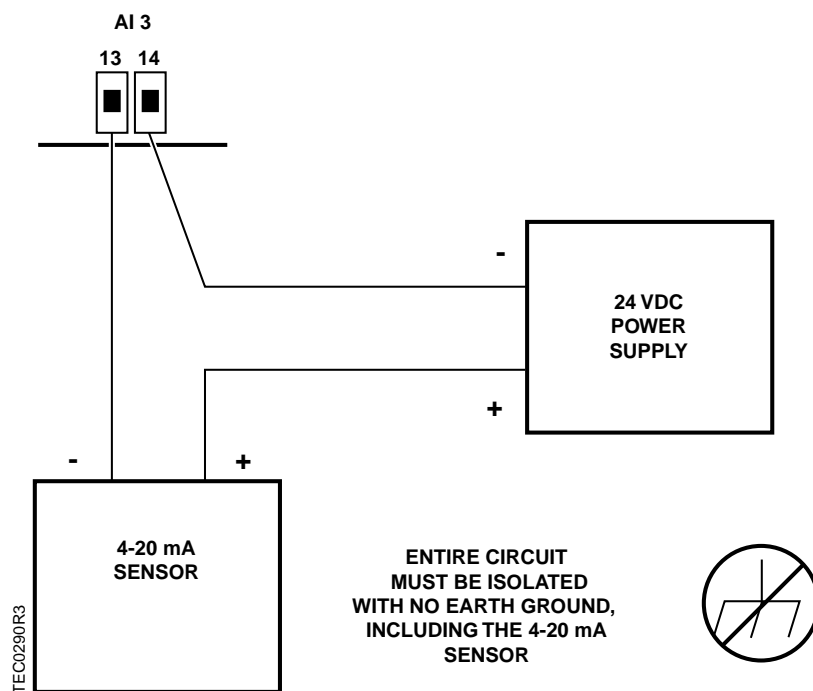 AI 3
13 14
-
24 VDC
POWER
SUPPLY
+
- +
4-20 mA
SENSOR
ENTIRE CIRCUIT
MUST BE ISOLATED
WITH NO EARTH GROUND,
INCLUDING THE 4-20 mA
SENSOR
TEC0290R3